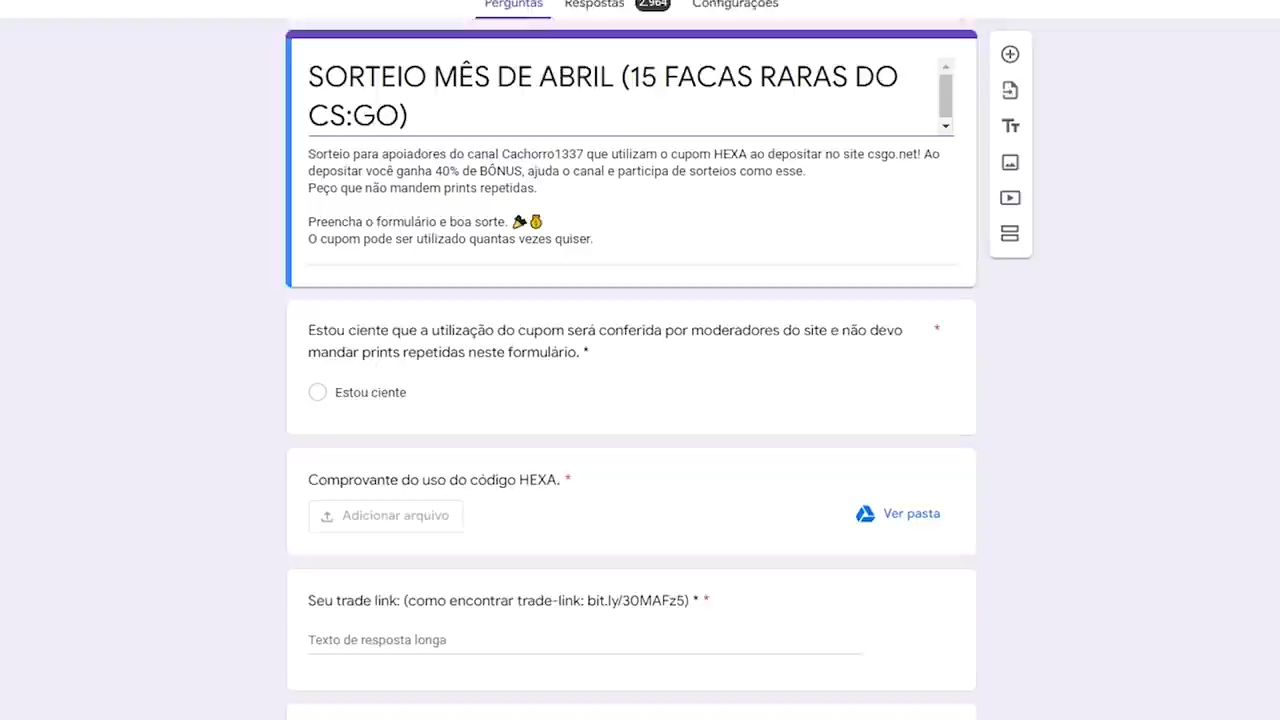 Perguntas Respostas 2.964 Configurações
SORTEIO MÊS DE ABRIL (15 FACAS RARAS DO
CS:GO)
Sorteio para apoiadores do canal Cachorro1337 que utilizam o cupom HEXA ao depositar no site csgo.net! Ao
depositar você ganha 40% de BÔNUS, ajuda o canal e participa de sorteios como esse.
Peço que não mandem prints repetidas.
Preencha o formulário e boa sorte. 🎉💰
O cupom pode ser utilizado quantas vezes quiser.
Estou ciente que a utilização do cupom será conferida por moderadores do site e não devo *
mandar prints repetidas neste formulário. *
Estou ciente
Comprovante do uso do código HEXA. *
Adicionar arquivo
Ver pasta
Seu trade link: (como encontrar trade-link: bit.ly/30MAFz5) * *
Texto de resposta longa